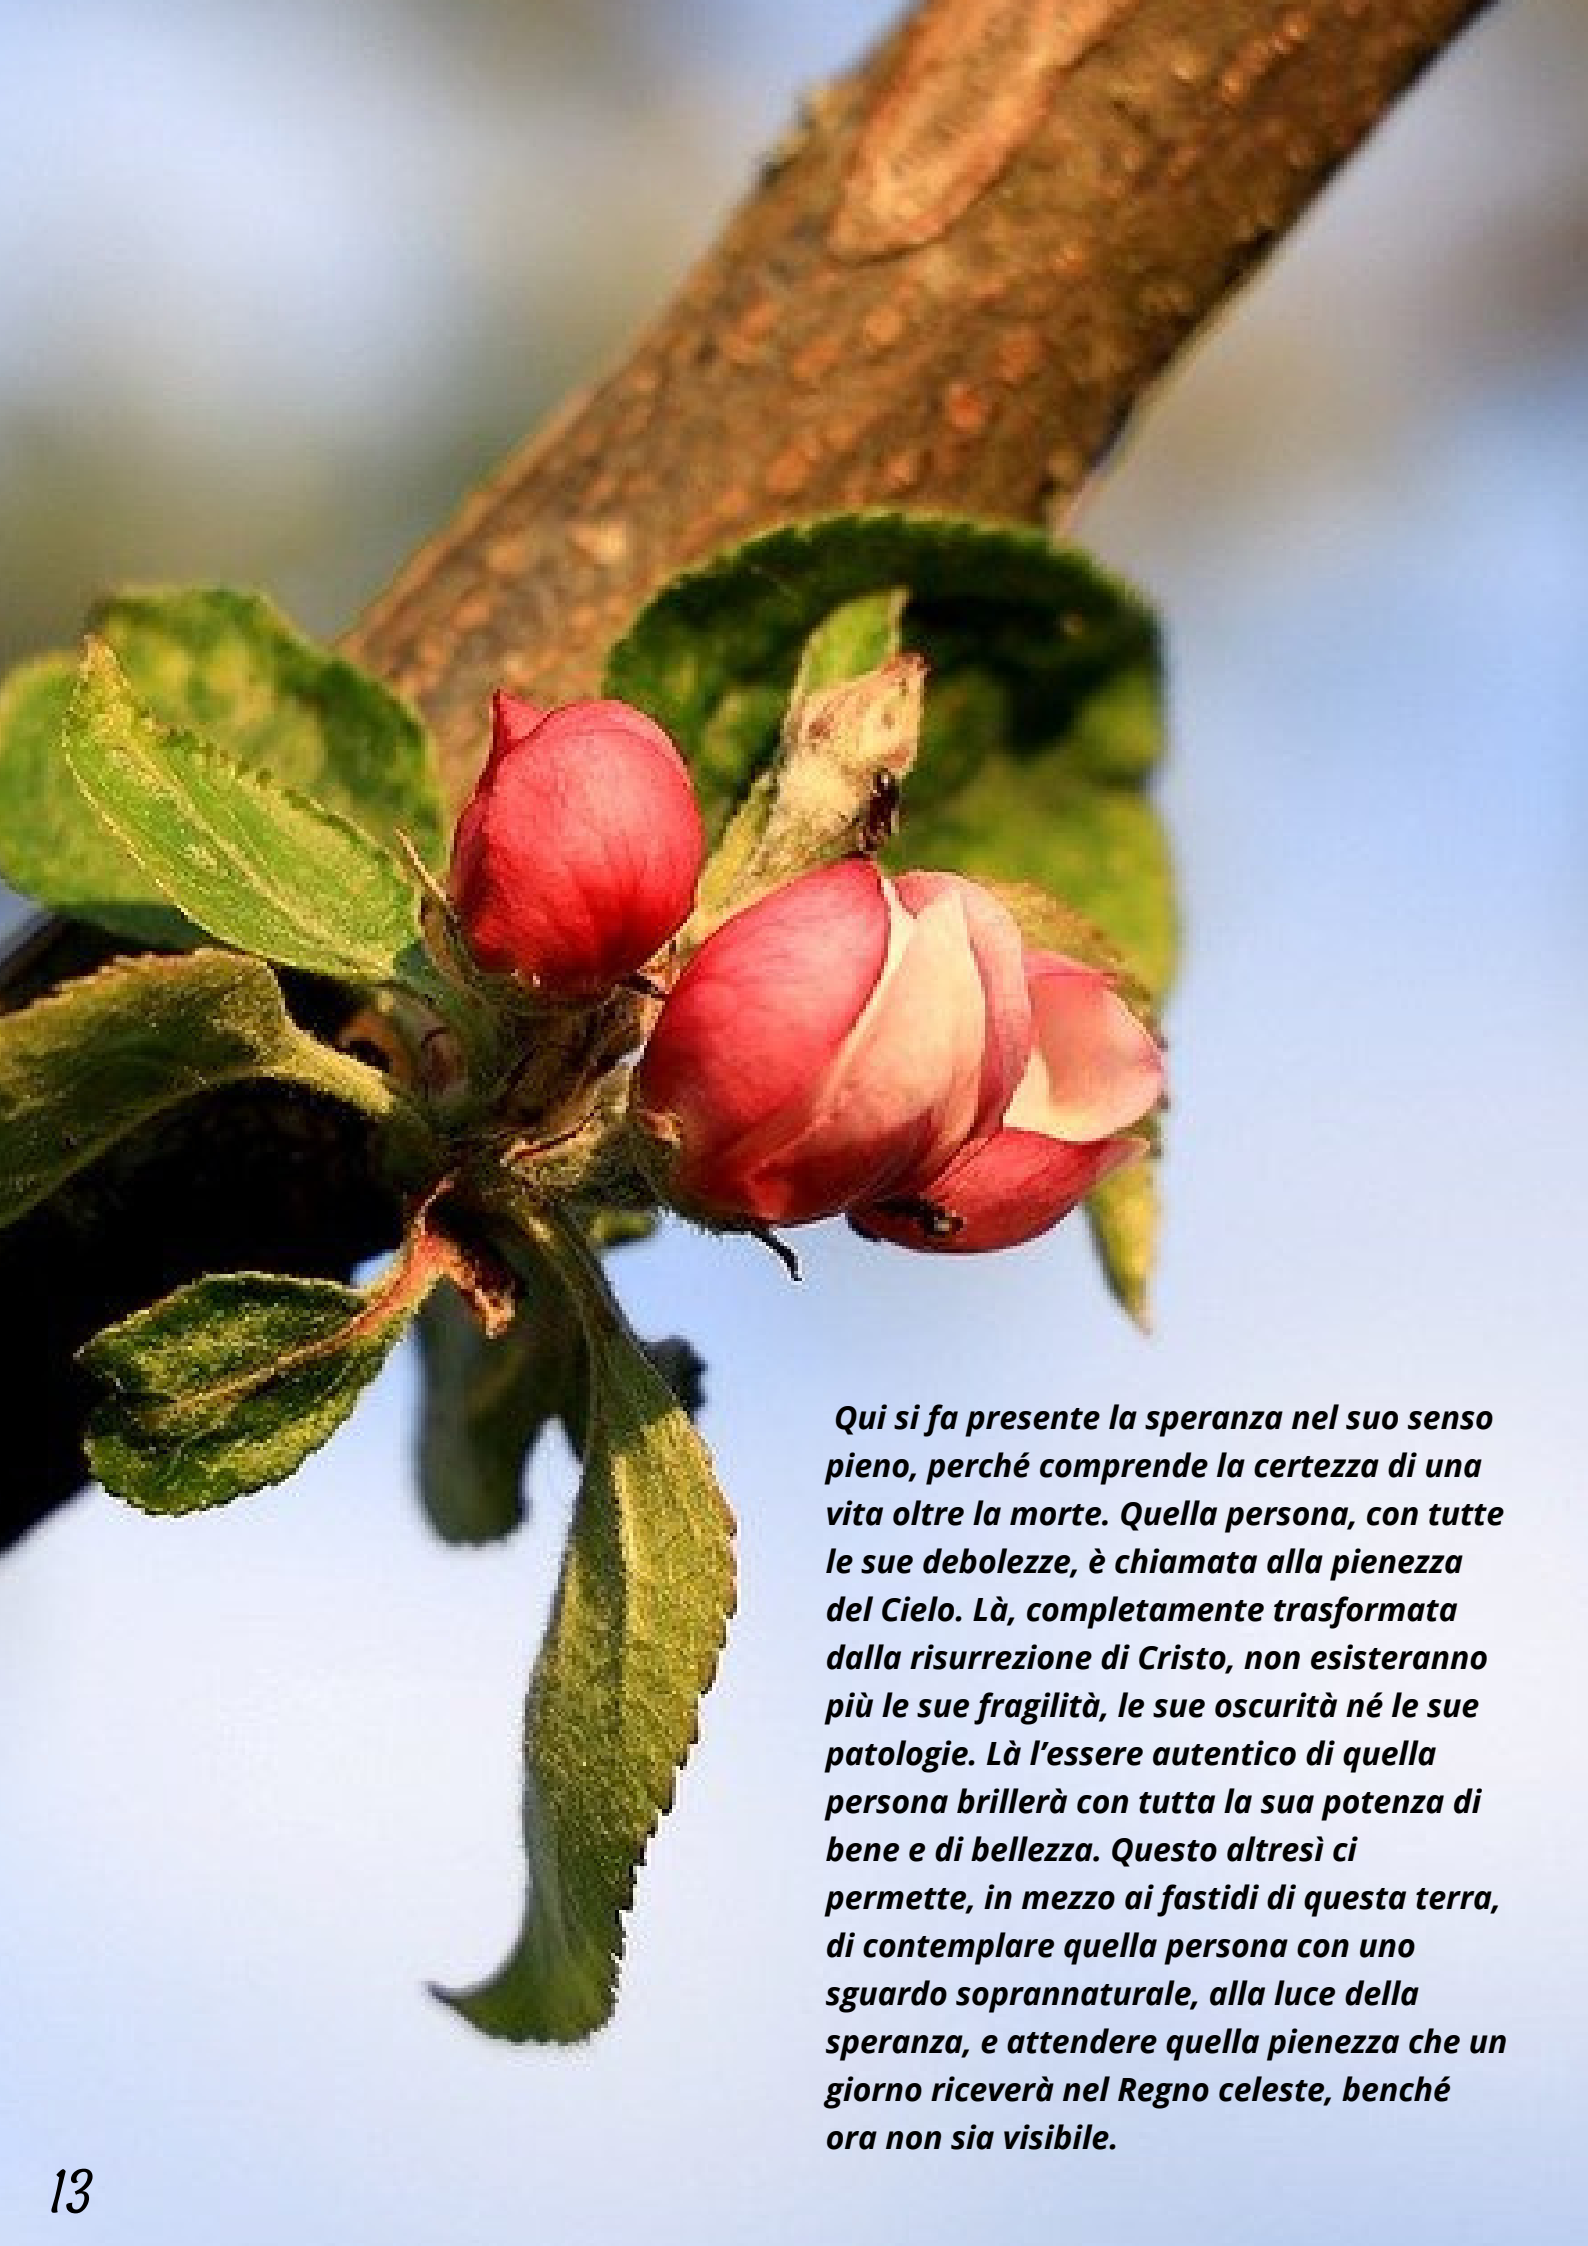 Qui si fa presente la speranza nel suo senso
pieno, perché comprende la certezza di una
vita oltre la morte. Quella persona, con tutte
le sue debolezze, è chiamata alla pienezza
del Cielo. Là, completamente trasformata
dalla risurrezione di Cristo, non esisteranno
più le sue fragilità, le sue oscurità né le sue
patologie. Là l’essere autentico di quella
persona brillerà con tutta la sua potenza di
bene e di bellezza. Questo altresì ci
permette, in mezzo ai fastidi di questa terra,
di contemplare quella persona con uno
sguardo soprannaturale, alla luce della
speranza, e attendere quella pienezza che un
giorno riceverà nel Regno celeste, benché
ora non sia visibile.
13